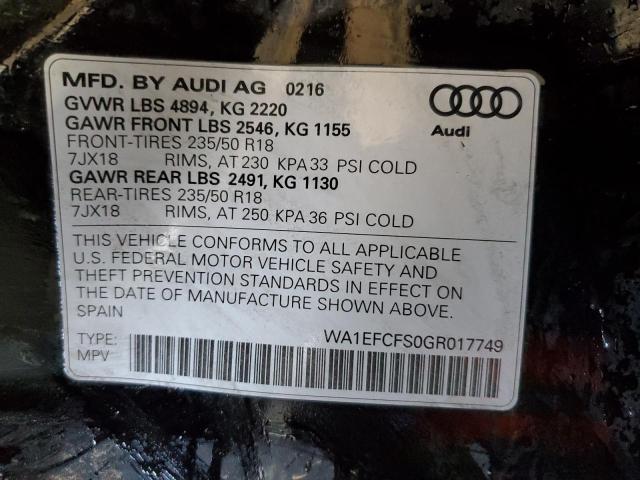 MFD. BY AUDI AG 0216
GVWR LBS 4894, KG 2220
GAWR FRONT LBS 2546, KG 1155
FRONT-TIRES 235/50 R18
7JX18 RIMS, AT 230 KPA 33 PSI COLD
GAWR REAR LBS 2491, KG 1130
REAR-TIRES 235/50 R18
7JX18 RIMS, AT 250 KPA 36 PSI COLD
Audi
THIS VEHICLE CONFORMS TO ALL APPLICABLE
U.S. FEDERAL MOTOR VEHICLE SAFETY AND
THEFT PREVENTION STANDARDS IN EFFECT ON
THE DATE OF MANUFACTURE SHOWN ABOVE.
SPAIN
TYPE: WA1EFCFS0GR017749
MPV